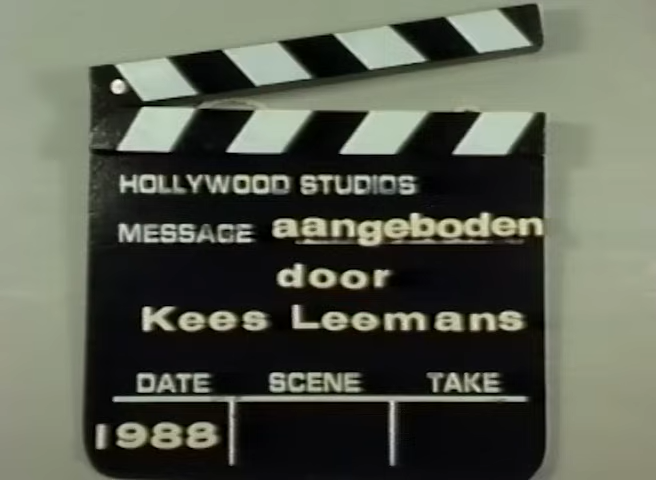 HOLLYWOOD STUDIOS
MESSAGE aangeboden
door
Kees Leemans
DATE SCENE TAKE
1988